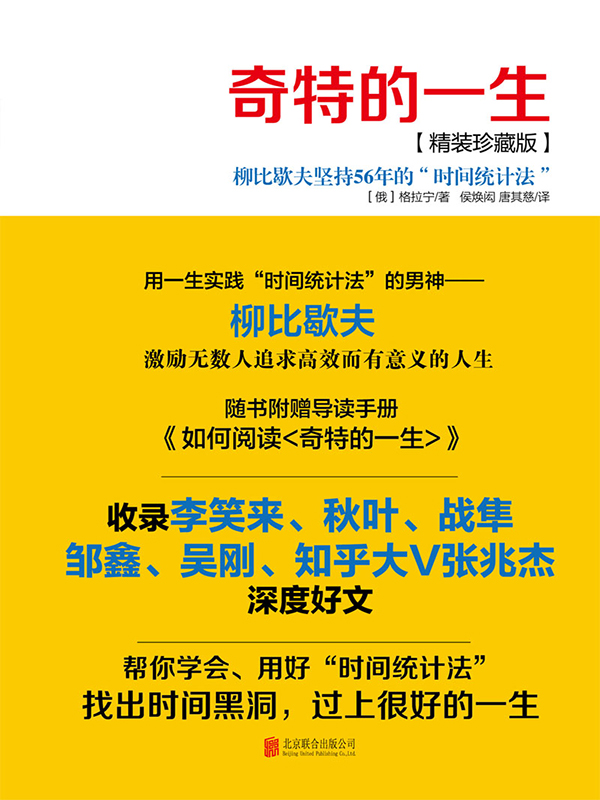 奇特的一生
【精装珍藏版】
柳比歇夫坚持56年的“时间统计法”
［俄］格拉宁/著 侯焕闳 唐其慈/译
用一生实践“时间统计法”的男神——
柳比歇夫
激励无数人追求高效而有意义的人生
随书附赠导读手册
《如何阅读<奇特的一生>》
收录李笑来、秋叶、战隼
邹鑫、吴刚、知乎大V张兆杰
深度好文
帮你学会、用好“时间统计法”
找出时间黑洞，过上很好的一生
北京联合出版公司
Beijing United Publishing Co.,Ltd.